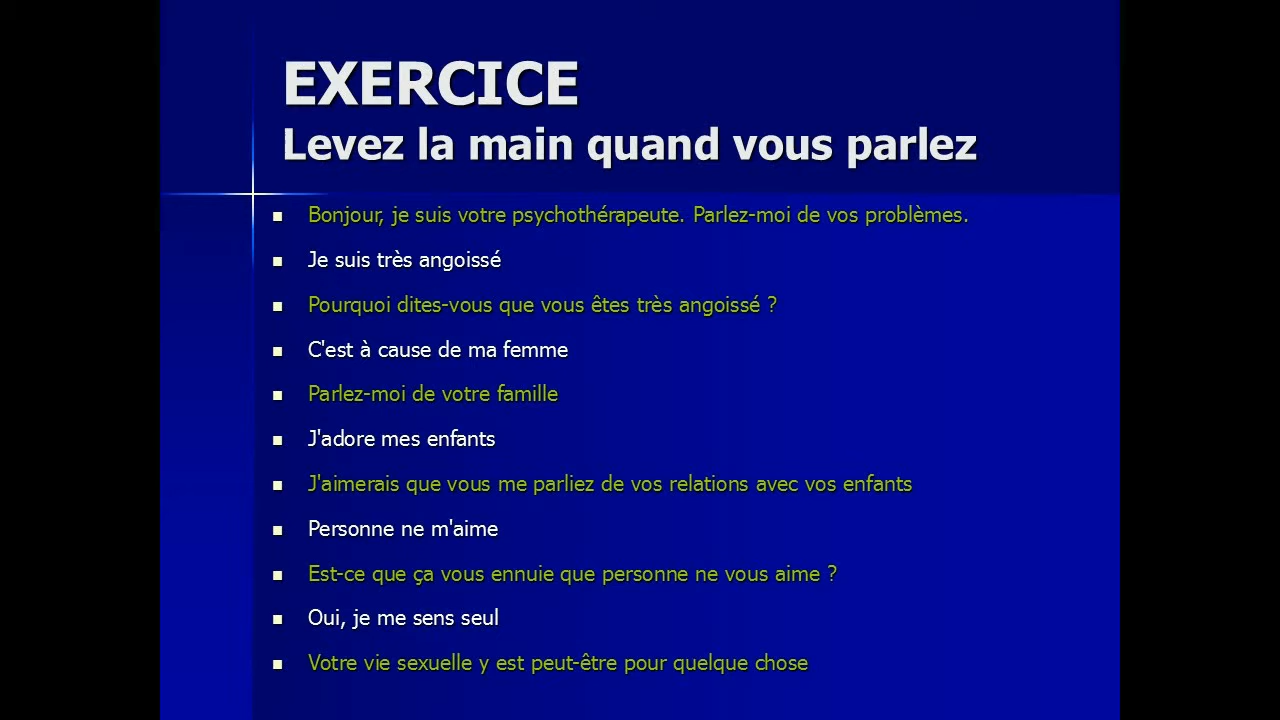 EXERCICE
Levez la main quand vous parlez
Bonjour, je suis votre psychothérapeute. Parlez-moi de vos problèmes.
Je suis très angoissé
Pourquoi dites-vous que vous êtes très angoissé ?
C'est à cause de ma femme
Parlez-moi de votre famille
J'adore mes enfants
J'aimerais que vous me parliez de vos relations avec vos enfants
Personne ne m'aime
Est-ce que ça vous ennuie que personne ne vous aime ?
Oui, je me sens seul
Votre vie sexuelle y est peut-être pour quelque chose